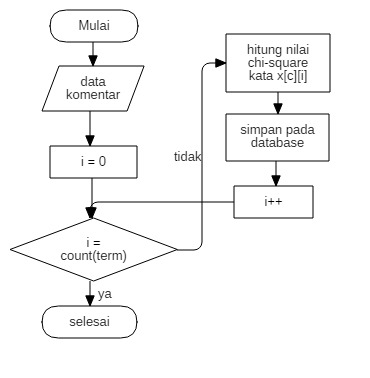 Mulai
data
komentar
i = 0
i =
count(term)
ya
selesai
tidak
hitung nilai
chi-square
kata x[c][i]
simpan pada
database
i++